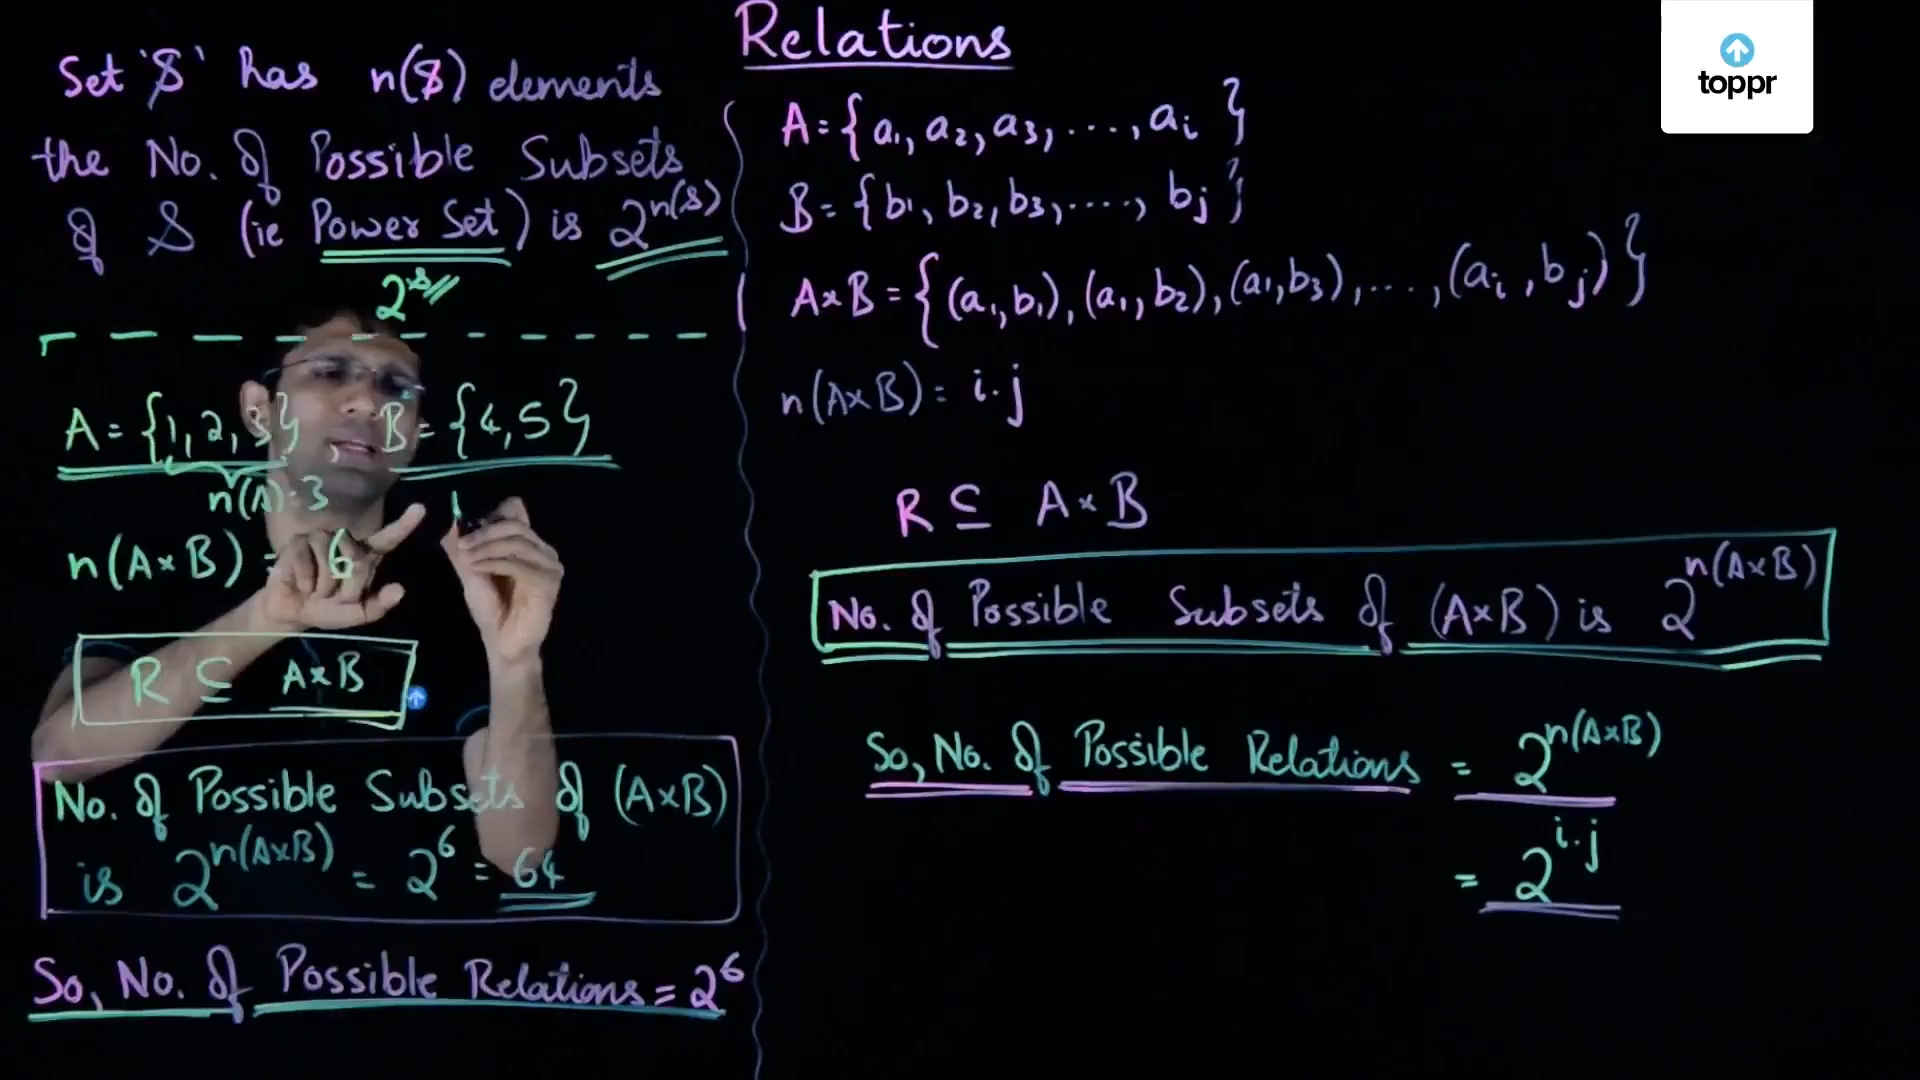 Relations
toppr
Set 'S' has n(S) elements
the No. of Possible Subsets
of S (ie Power Set) is 2^n(S)
2^S
A = {1, 2, 3} , B = {4, 5}
n(A) = 3
n(A×B) = 6
R ⊆ A×B
No. of Possible Subsets of (A×B)
is 2^n(A×B) = 2^6 = 64
So, No. of Possible Relations = 2^6
A = {a₁, a₂, a₃, ...., aᵢ}
B = {b₁, b₂, b₃, ...., bⱼ}
A×B = {(a₁, b₁), (a₁, b₂), (a₁, b₃), ...., (aᵢ, bⱼ)}
n(A×B) = i.j
R ⊆ A×B
No. of Possible Subsets of (A×B) is 2^n(A×B)
So, No. of Possible Relations = 2^n(A×B)
= 2^i.j